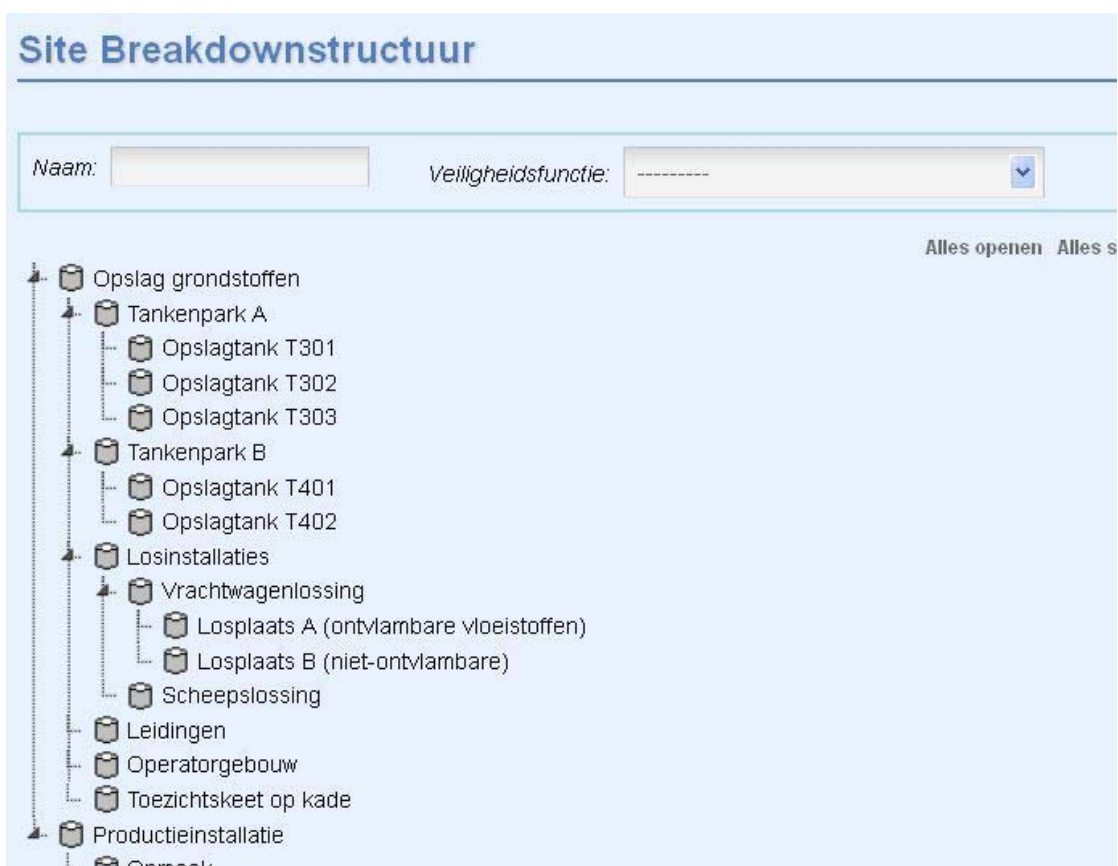 Site Breakdownstructuur
Naam: Veiligheidsfunctie: ---------
Alles openen Alles s
Opslag grondstoffen
Tankenpark A
Opslagtank T301
Opslagtank T302
Opslagtank T303
Tankenpark B
Opslagtank T401
Opslagtank T402
Losinstallaties
Vrachtwagenlossing
Losplaats A (ontvlambare vloeistoffen)
Losplaats B (niet-ontvlambare)
Scheepslossing
Leidingen
Operatorgebouw
Toezichtskeet op kade
Productieinstallatie